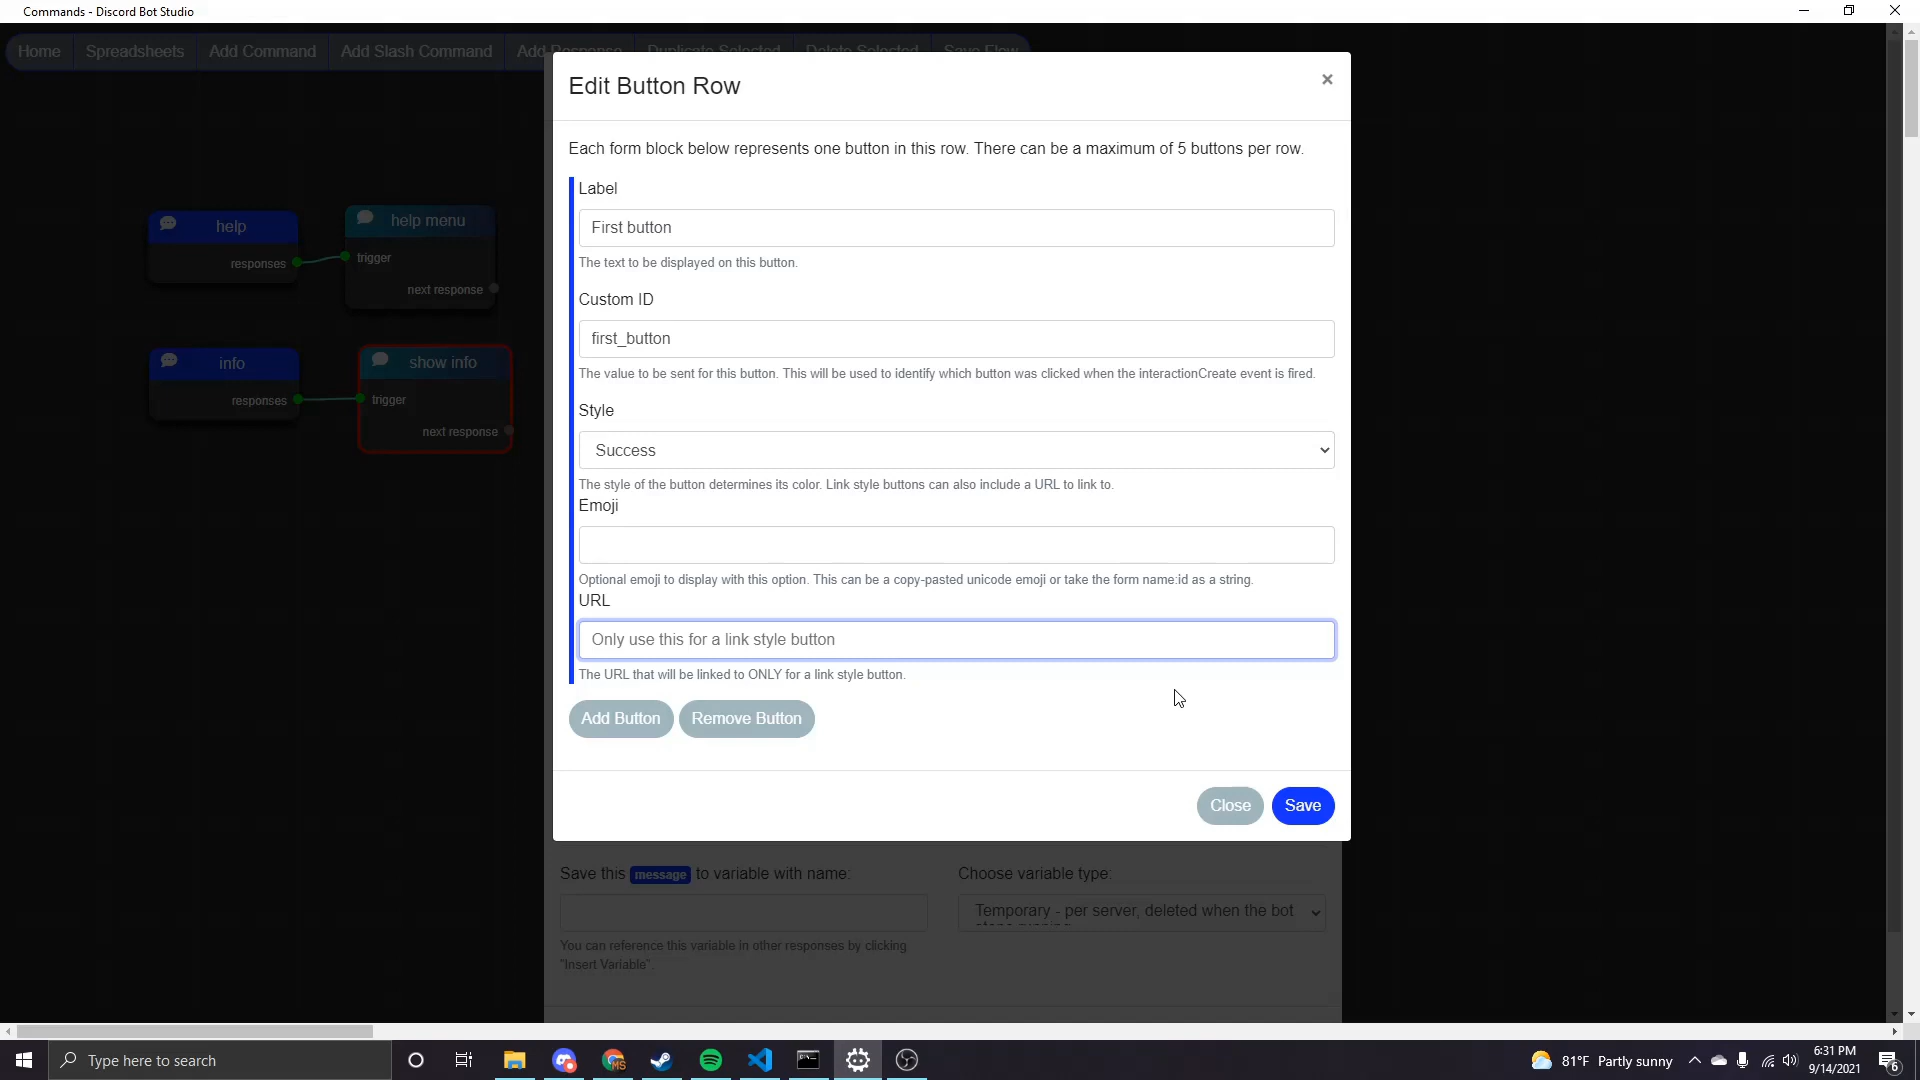 Commands - Discord Bot Studio
Home Spreadsheets Add Command Add Slash Command Add Response Duplicate Selected Delete Selected Save Flow
Edit Button Row
×
Each form block below represents one button in this row. There can be a maximum of 5 buttons per row.
Label
First button
The text to be displayed on this button.
Custom ID
first_button
The value to be sent for this button. This will be used to identify which button was clicked when the interactionCreate event is fired.
Style
Success
The style of the button determines its color. Link style buttons can also include a URL to link to.
Emoji
Optional emoji to display with this option. This can be a copy-pasted unicode emoji or take the form name:id as a string.
URL
Only use this for a link style button
The URL that will be linked to ONLY for a link style button.
Add Button Remove Button
Close Save
help
responses
help menu
trigger
next response
info
responses
show info
trigger
next response
Save this message to variable with name:
You can reference this variable in other responses by clicking
"Insert Variable".
Choose variable type:
Temporary - per server, deleted when the bot
Type here to search
MS
81°F Partly sunny
6:31 PM
9/14/2021
6